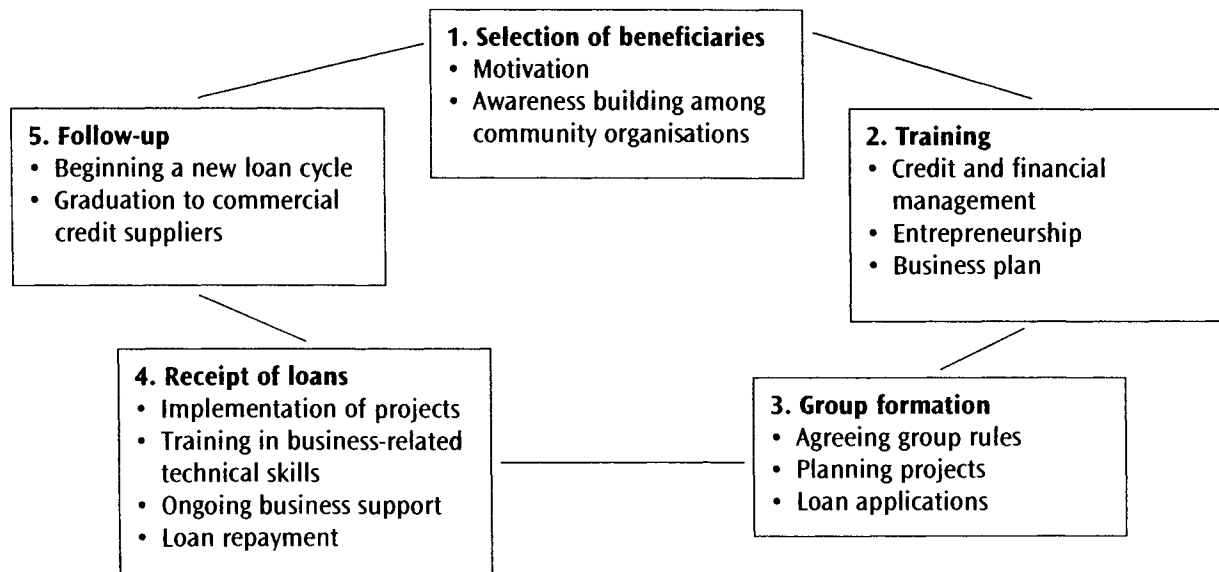 1. Selection of beneficiaries
• Motivation
• Awareness building among
community organisations
2. Training
• Credit and financial
management
• Entrepreneurship
• Business plan
3. Group formation
• Agreeing group rules
• Planning projects
• Loan applications
4. Receipt of loans
• Implementation of projects
• Training in business-related
technical skills
• Ongoing business support
• Loan repayment
5. Follow-up
• Beginning a new loan cycle
• Graduation to commercial
credit suppliers